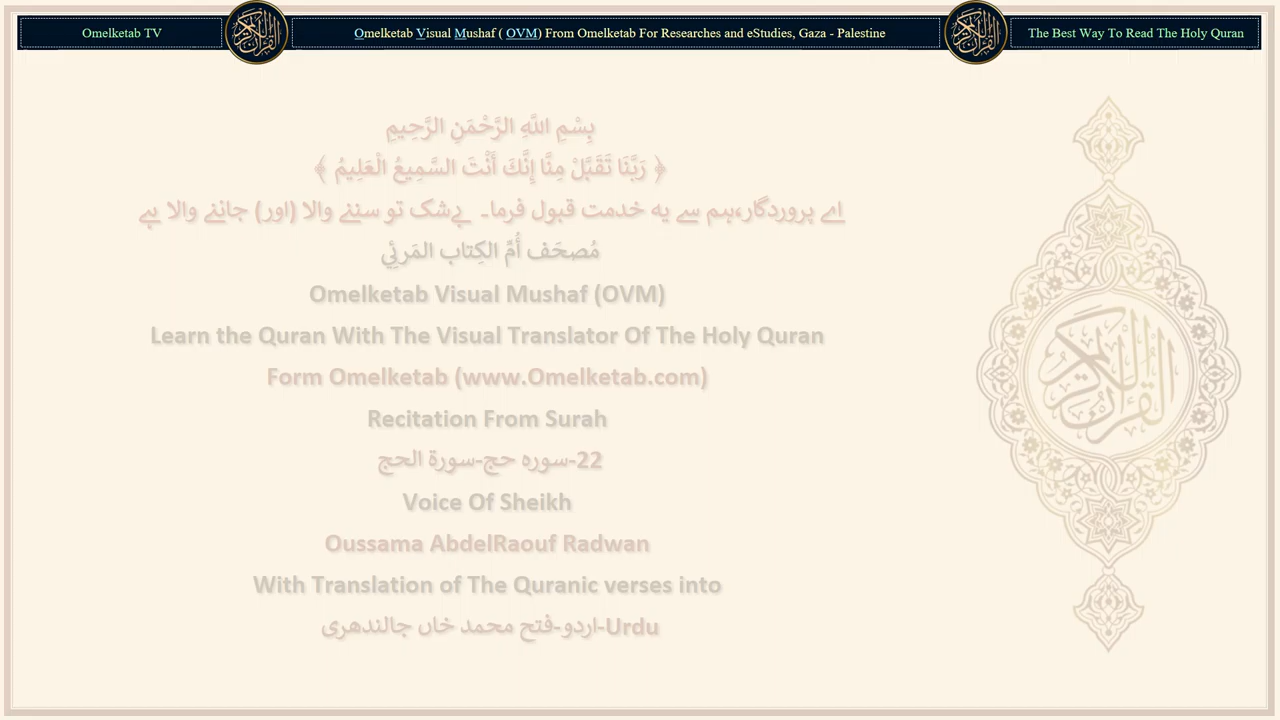 Omelketab TV
Omelketab Visual Mushaf ( OVM) From Omelketab For Researches and eStudies, Gaza - Palestine
The Best Way To Read The Holy Quran
بِسْمِ اللَّهِ الرَّحْمَنِ الرَّحِيمِ
﴿ رَبَّنَا تَقَبَّلْ مِنَّا إِنَّكَ أَنْتَ السَّمِيعُ الْعَلِيمُ ﴾
اے پروردگار،ہم سے یہ خدمت قبول فرما۔ بےشک تو سننے والا (اور) جاننے والا ہے
مُصحَف أُمِّ الكِتاب المَرئِي
Omelketab Visual Mushaf (OVM)
Learn the Quran With The Visual Translator Of The Holy Quran
Form Omelketab (www.Omelketab.com)
Recitation From Surah
22-سورہ حج-سورة الحج
Voice Of Sheikh
Oussama AbdelRaouf Radwan
With Translation of The Quranic verses into
Urdu-اردو-فتح محمد خاں جالندھری
القرآن الكريم